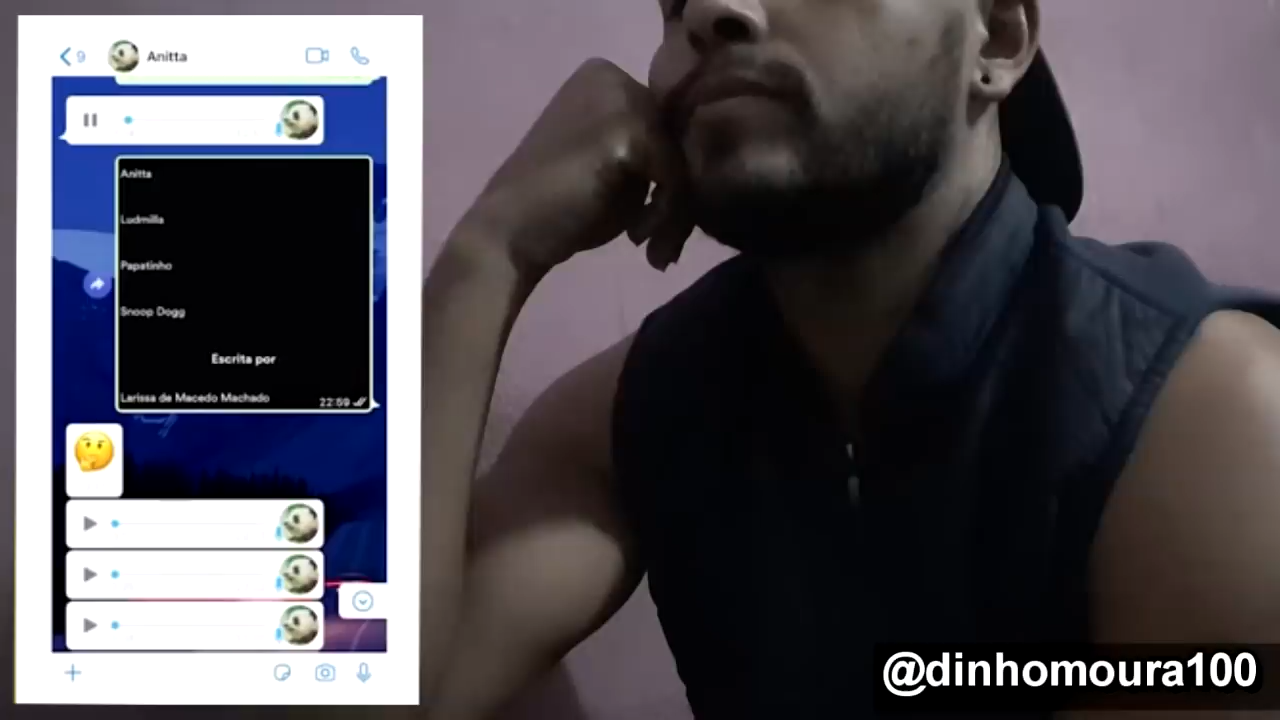 9 Anitta
Anitta
Ludmilla
Papatinho
Snoop Dogg
Escrita por
Larissa de Macedo Machado
22:59
@dinhomoura100